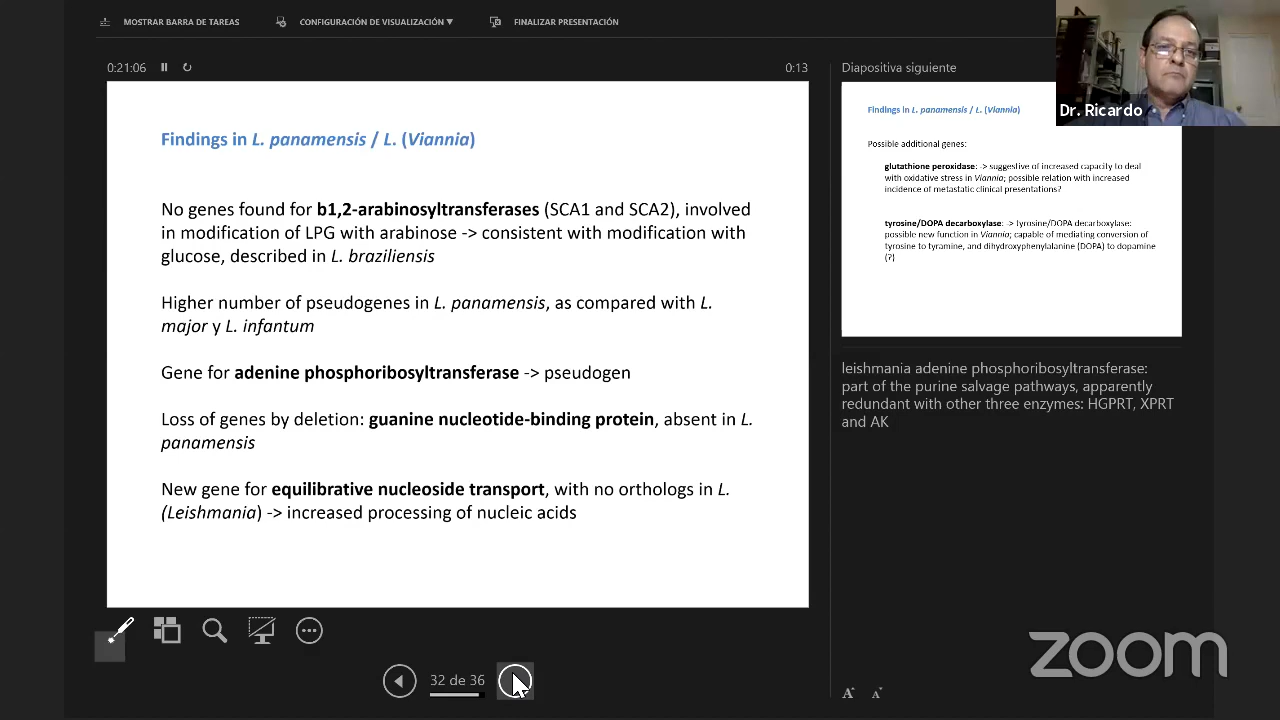 MOSTRAR BARRA DE TAREAS
CONFIGURACIÓN DE VISUALIZACIÓN ▼
FINALIZAR PRESENTACIÓN
0:21:06
0:13
Findings in L. panamensis / L. (Viannia)
No genes found for b1,2-arabinosyltransferases (SCA1 and SCA2), involved
in modification of LPG with arabinose -> consistent with modification with
glucose, described in L. braziliensis
Higher number of pseudogenes in L. panamensis, as compared with L.
major y L. infantum
Gene for adenine phosphoribosyltransferase -> pseudogen
Loss of genes by deletion: guanine nucleotide-binding protein, absent in L.
panamensis
New gene for equilibrative nucleoside transport, with no orthologs in L.
(Leishmania) -> increased processing of nucleic acids
32 de 36
Diapositiva siguiente
Findings in L. panamensis / L. (Viannia)
Possible additional genes:
glutathione peroxidase: -> suggestive of increased capacity to deal
with oxidative stress in Viannia; possible relation with increased
incidence of metastatic clinical presentations?
tyrosine/DOPA decarboxylase: -> tyrosine/DOPA decarboxylase:
possible new function in Viannia; capable of mediating conversion of
tyrosine to tyramine, and dihydroxyphenylalanine (DOPA) to dopamine
(?)
leishmania adenine phosphoribosyltransferase:
part of the purine salvage pathways, apparently
redundant with other three enzymes: HGPRT, XPRT
and AK
Dr. Ricardo
zoom
A A